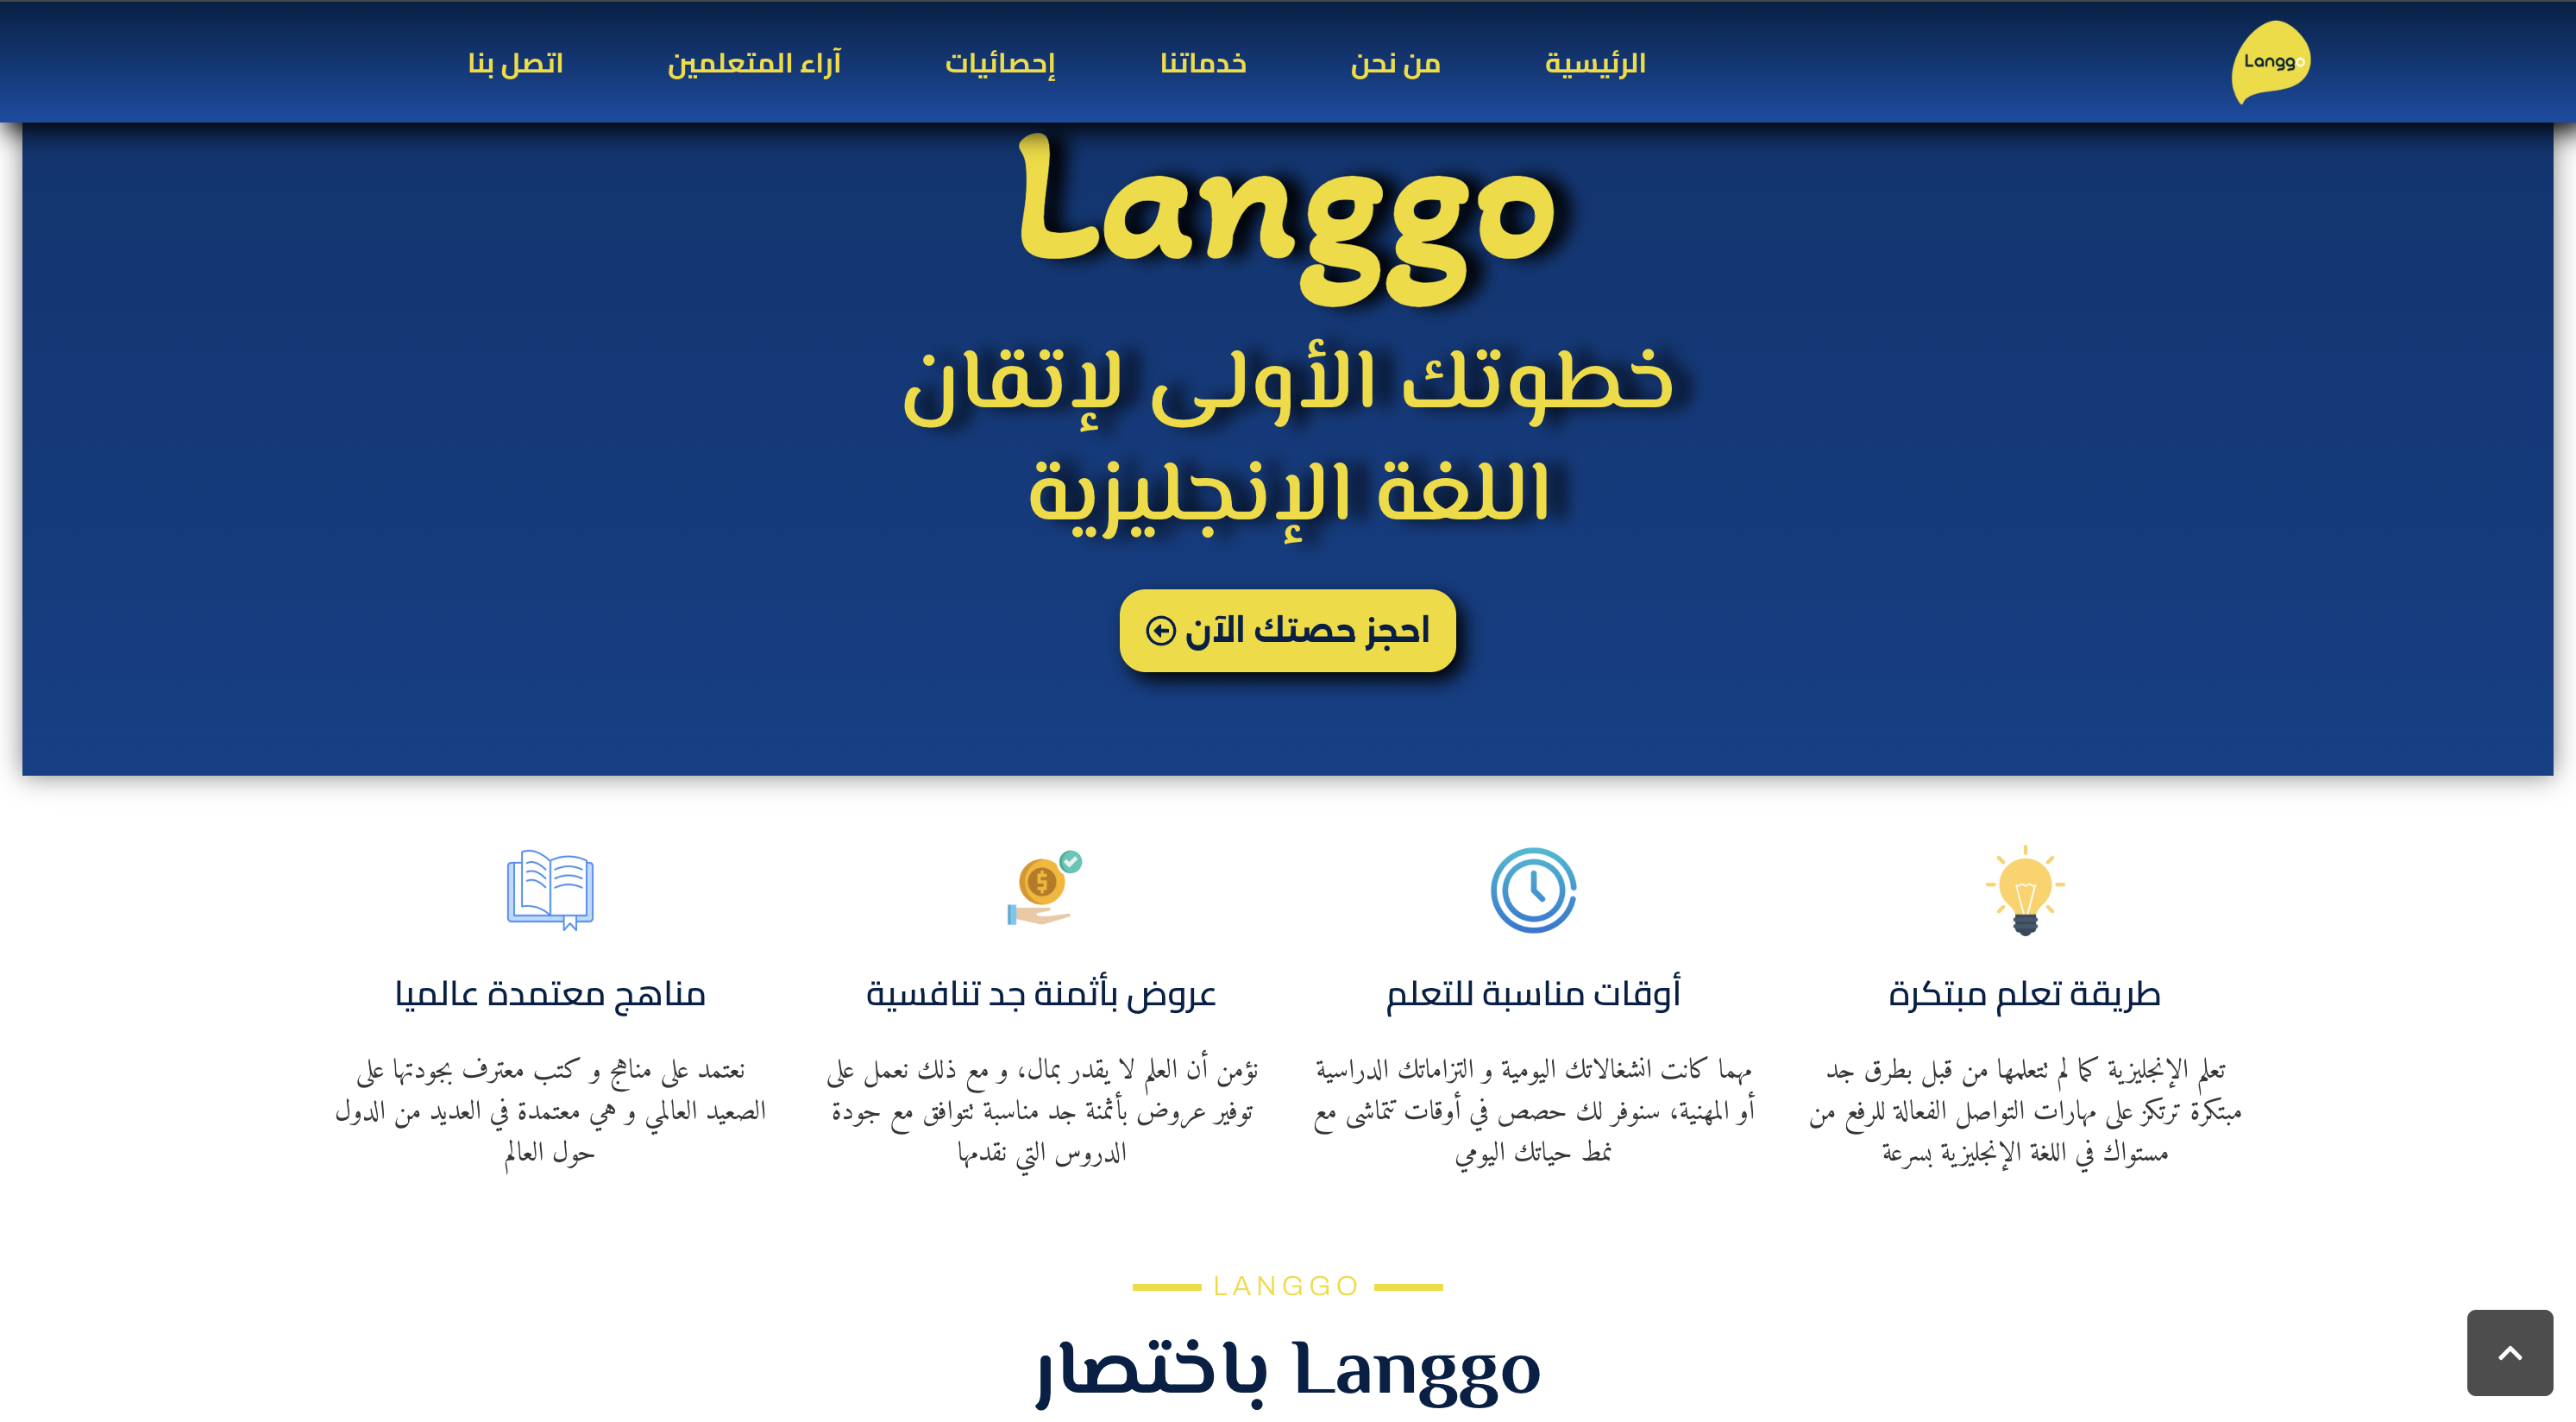 Langgo
الرئيسية
من نحن
خدماتنا
إحصائيات
آراء المتعلمين
اتصل بنا
Langgo
خطوتك الأولى لإتقان
اللغة الإنجليزية
احجز حصتك الآن
طريقة تعلم مبتكرة
تعلم الإنجليزية كما لم تتعلمها من قبل بطرق جد
مبتكرة ترتكز على مهارات التواصل الفعالة للرفع من
مستواك في اللغة الإنجليزية بسرعة
أوقات مناسبة للتعلم
مهما كانت انشغالاتك اليومية و التزاماتك الدراسية
أو المهنية، سنوفر لك حصص في أوقات تتماشى مع
نمط حياتك اليومي
عروض بأثمنة جد تنافسية
نؤمن أن العلم لا يقدر بمال، و مع ذلك نعمل على
توفير عروض بأثمنة جد مناسبة تتوافق مع جودة
الدروس التي نقدمها
مناهج معتمدة عالميا
نعتمد على مناهج و كتب معترف بجودتها على
الصعيد العالمي و هي معتمدة في العديد من الدول
حول العالم
LANGGO
Langgo باختصار